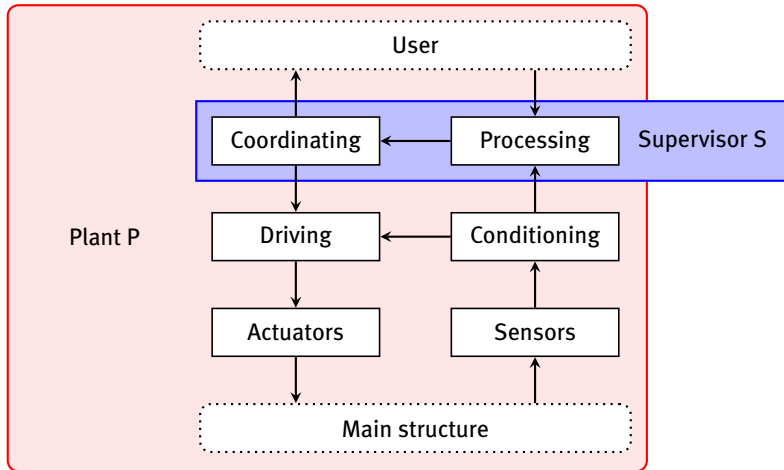 User
Coordinating
Processing
Supervisor S
Plant P
Driving
Conditioning
Actuators
Sensors
Main structure